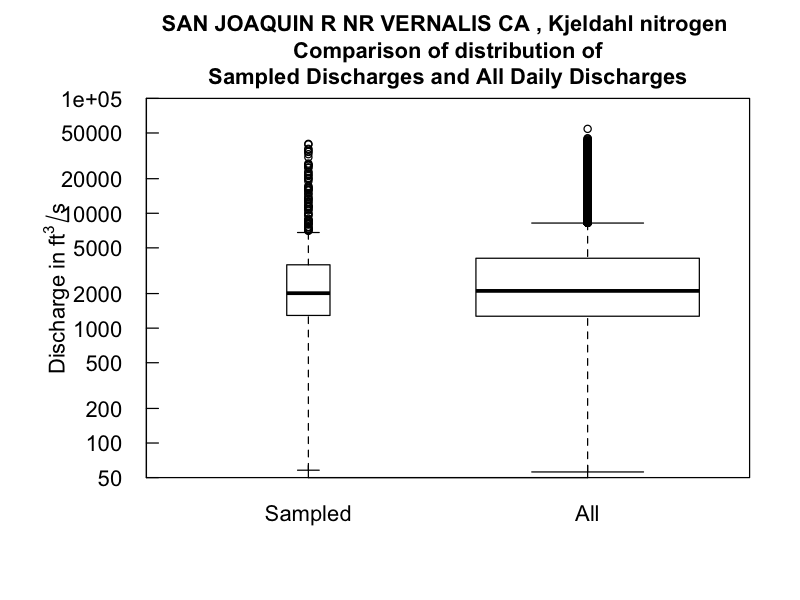 SAN JOAQUIN R NR VERNALIS CA , Kjeldahl nitrogen
Comparison of distribution of
Sampled Discharges and All Daily Discharges
Discharge in ft³/s
1e+05
50000
20000
10000
5000
2000
1000
500
200
100
50
Sampled
All